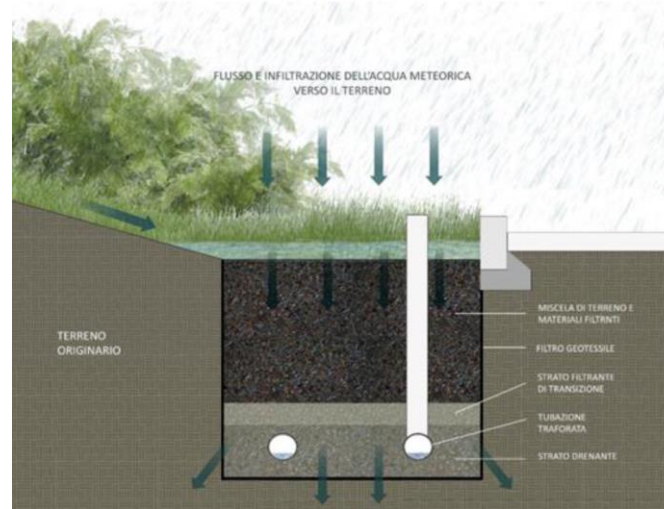 FLUSSO E INFILTRAZIONE DELL'ACQUA METEORICA
VERSO IL TERRENO
TERRENO
ORIGINARIO
MISCELA DI TERRENO E
MATERIALI FILTRNTI
FILTRO GEOTESSILE
STRATO FILTRANTE
DI TRANSIZIONE
TUBAZIONE
TRAFORATA
STRATO DRENANTE